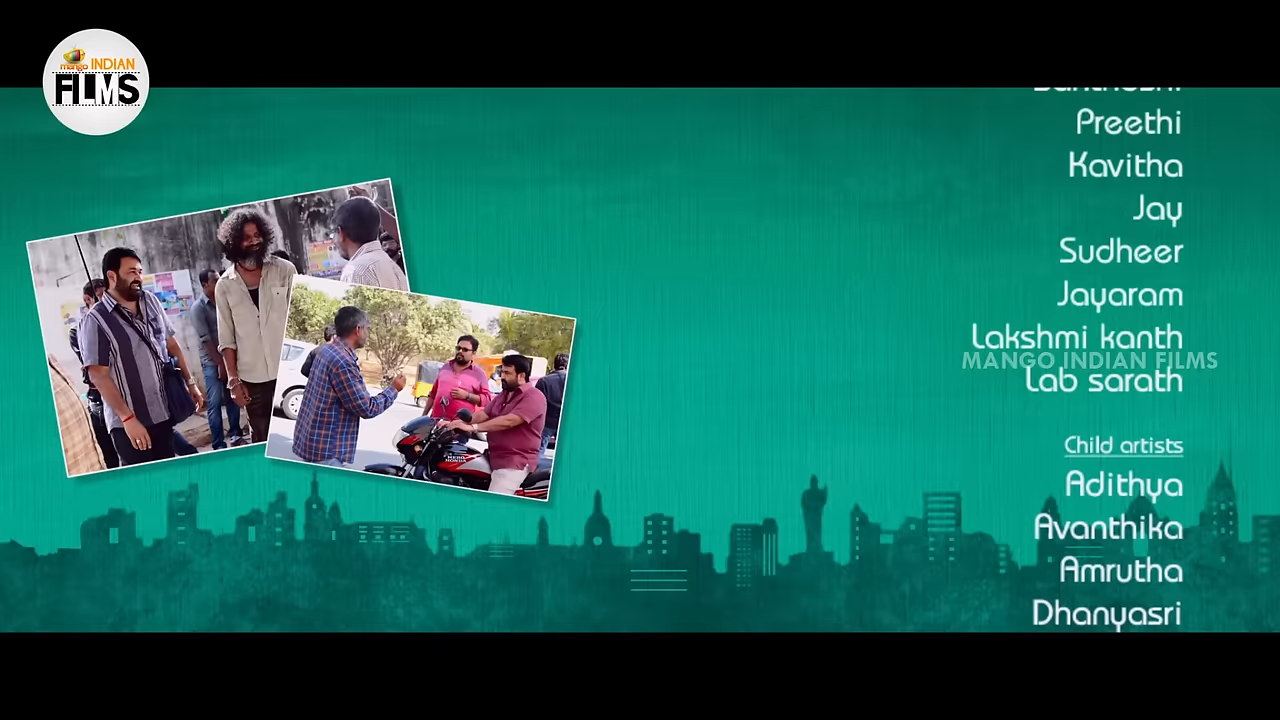 mango INDIAN
FILMS
Preethi
Kavitha
Jay
Sudheer
Jayaram
Lakshmi kanth
MANGO INDIAN FILMS
Lab sarath
Child artists
Adithya
Avanthika
Amrutha
Dhanyasri